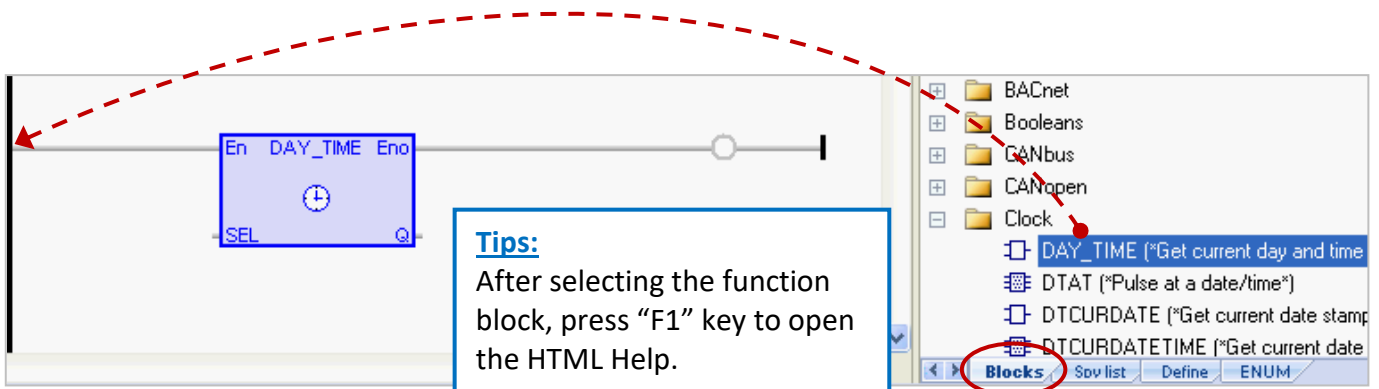 BACnet
Booleans
CANbus
CANopen
Clock
DAY_TIME (*Get current day and time
DTAT (*Pulse at a date/time*)
DTCURDATE (*Get current date stamp
DTCURDATETIME (*Get current date
Blocks Spy list Define ENUM
En DAY_TIME Eno
SEL Q
Tips:
After selecting the function
block, press “F1” key to open
the HTML Help.